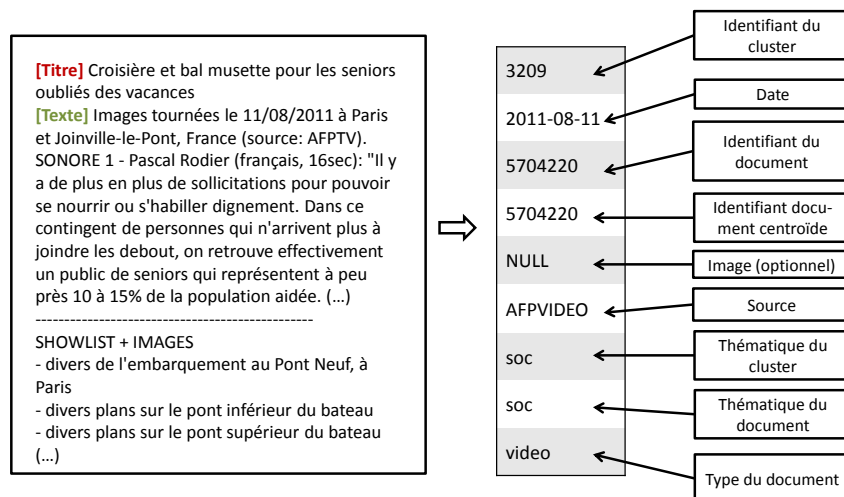 [Titre] Croisière et bal musette pour les seniors
oubliés des vacances
[Texte] Images tournées le 11/08/2011 à Paris
et Joinville-le-Pont, France (source: AFPTV).
SONORE 1 - Pascal Rodier (français, 16sec): "Il y
a de plus en plus de sollicitations pour pouvoir
se nourrir ou s'habiller dignement. Dans ce
contingent de personnes qui n'arrivent plus à
joindre les debout, on retrouve effectivement
un public de seniors qui représentent à peu
près 10 à 15% de la population aidée. (...)
------------------------------------------------
SHOWLIST + IMAGES
- divers de l'embarquement au Pont Neuf, à
Paris
- divers plans sur le pont inférieur du bateau
- divers plans sur le pont supérieur du bateau
(...)
3209
2011-08-11
5704220
5704220
NULL
AFPVIDEO
soc
soc
video
Identifiant du
cluster
Date
Identifiant du
document
Identifiant docu-
ment centroïde
Image (optionnel)
Source
Thématique du
cluster
Thématique du
document
Type du document